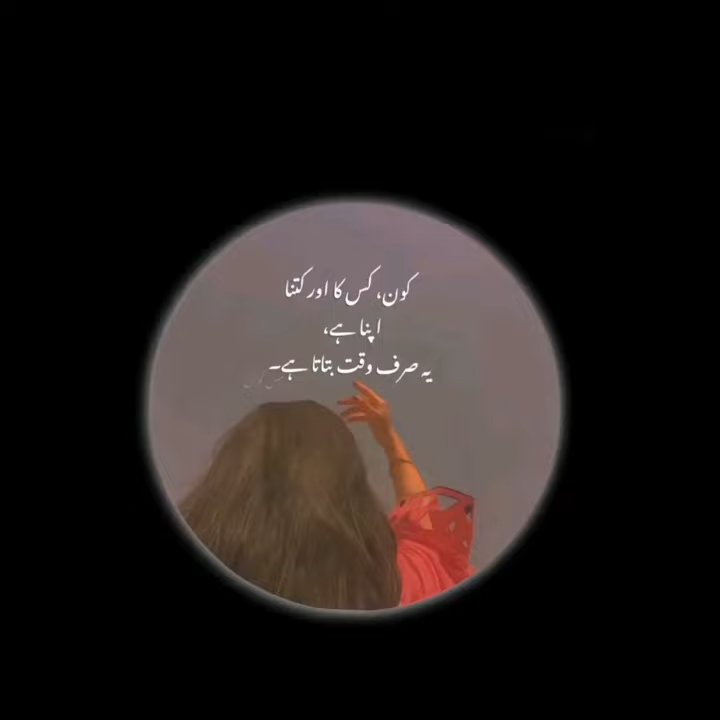 کون، کس کا اور کتنا
اپنا ہے،
یہ صرف وقت بتاتا ہے۔